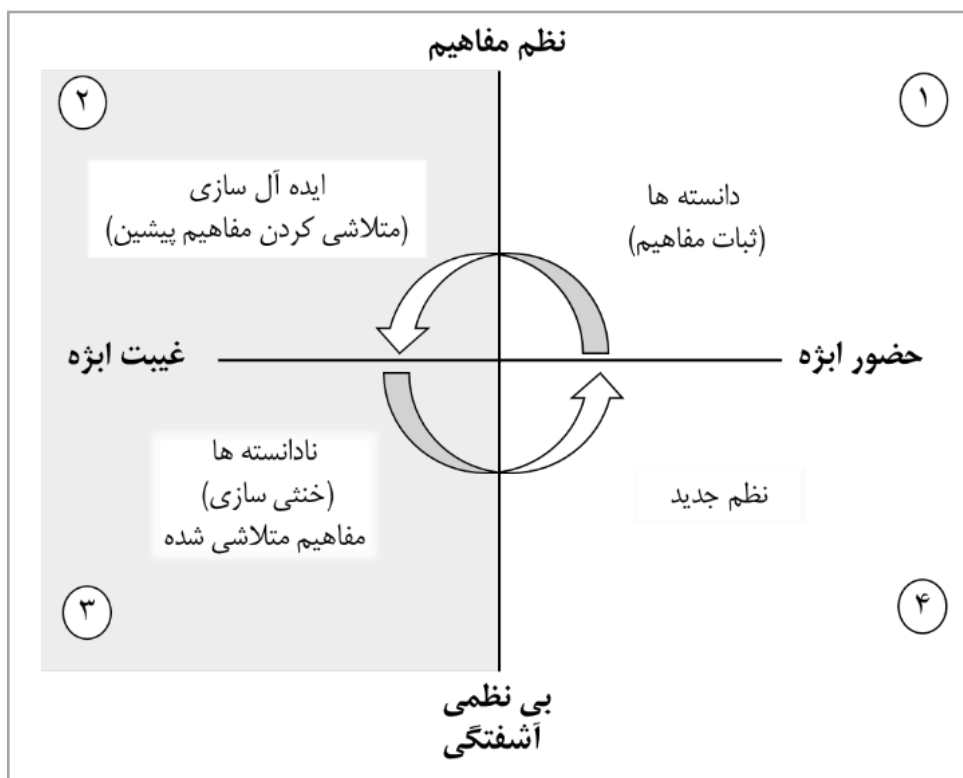 نظم مفاهیم
۱
۲
دانسته ها
(ثبات مفاهیم)
ایده آل سازی
(متلاشی کردن مفاهیم پیشین)
حضور ابژه
غیبت ابژه
نادانسته ها
(خنثی سازی)
مفاهیم متلاشی شده
نظم جدید
۳
۴
بی نظمی
آشفتگی